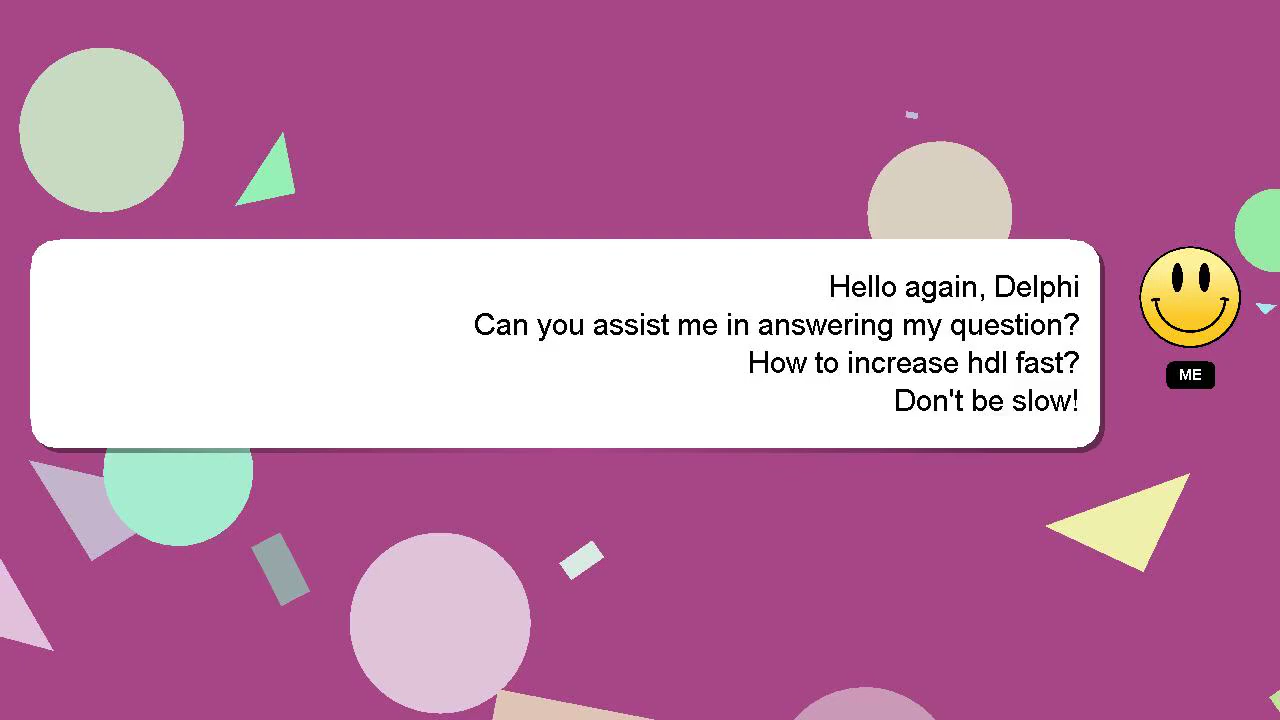 Hello again, Delphi
Can you assist me in answering my question?
How to increase hdl fast?
Don't be slow!
ME